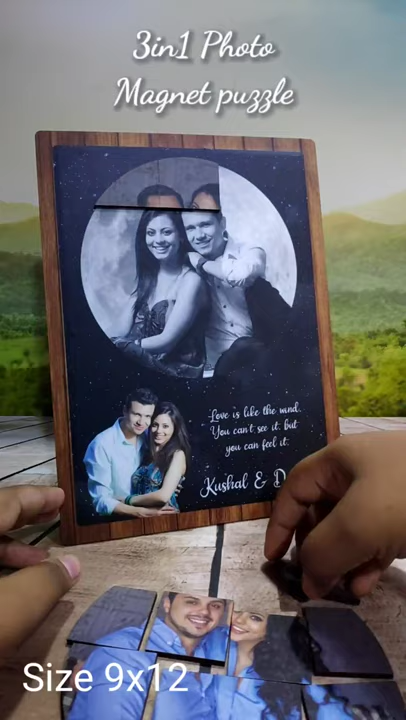 3in1 Photo
Magnet puzzle
Love is like the wind.
You can't see it but
you can feel it.
Kushal & D
Size 9x12